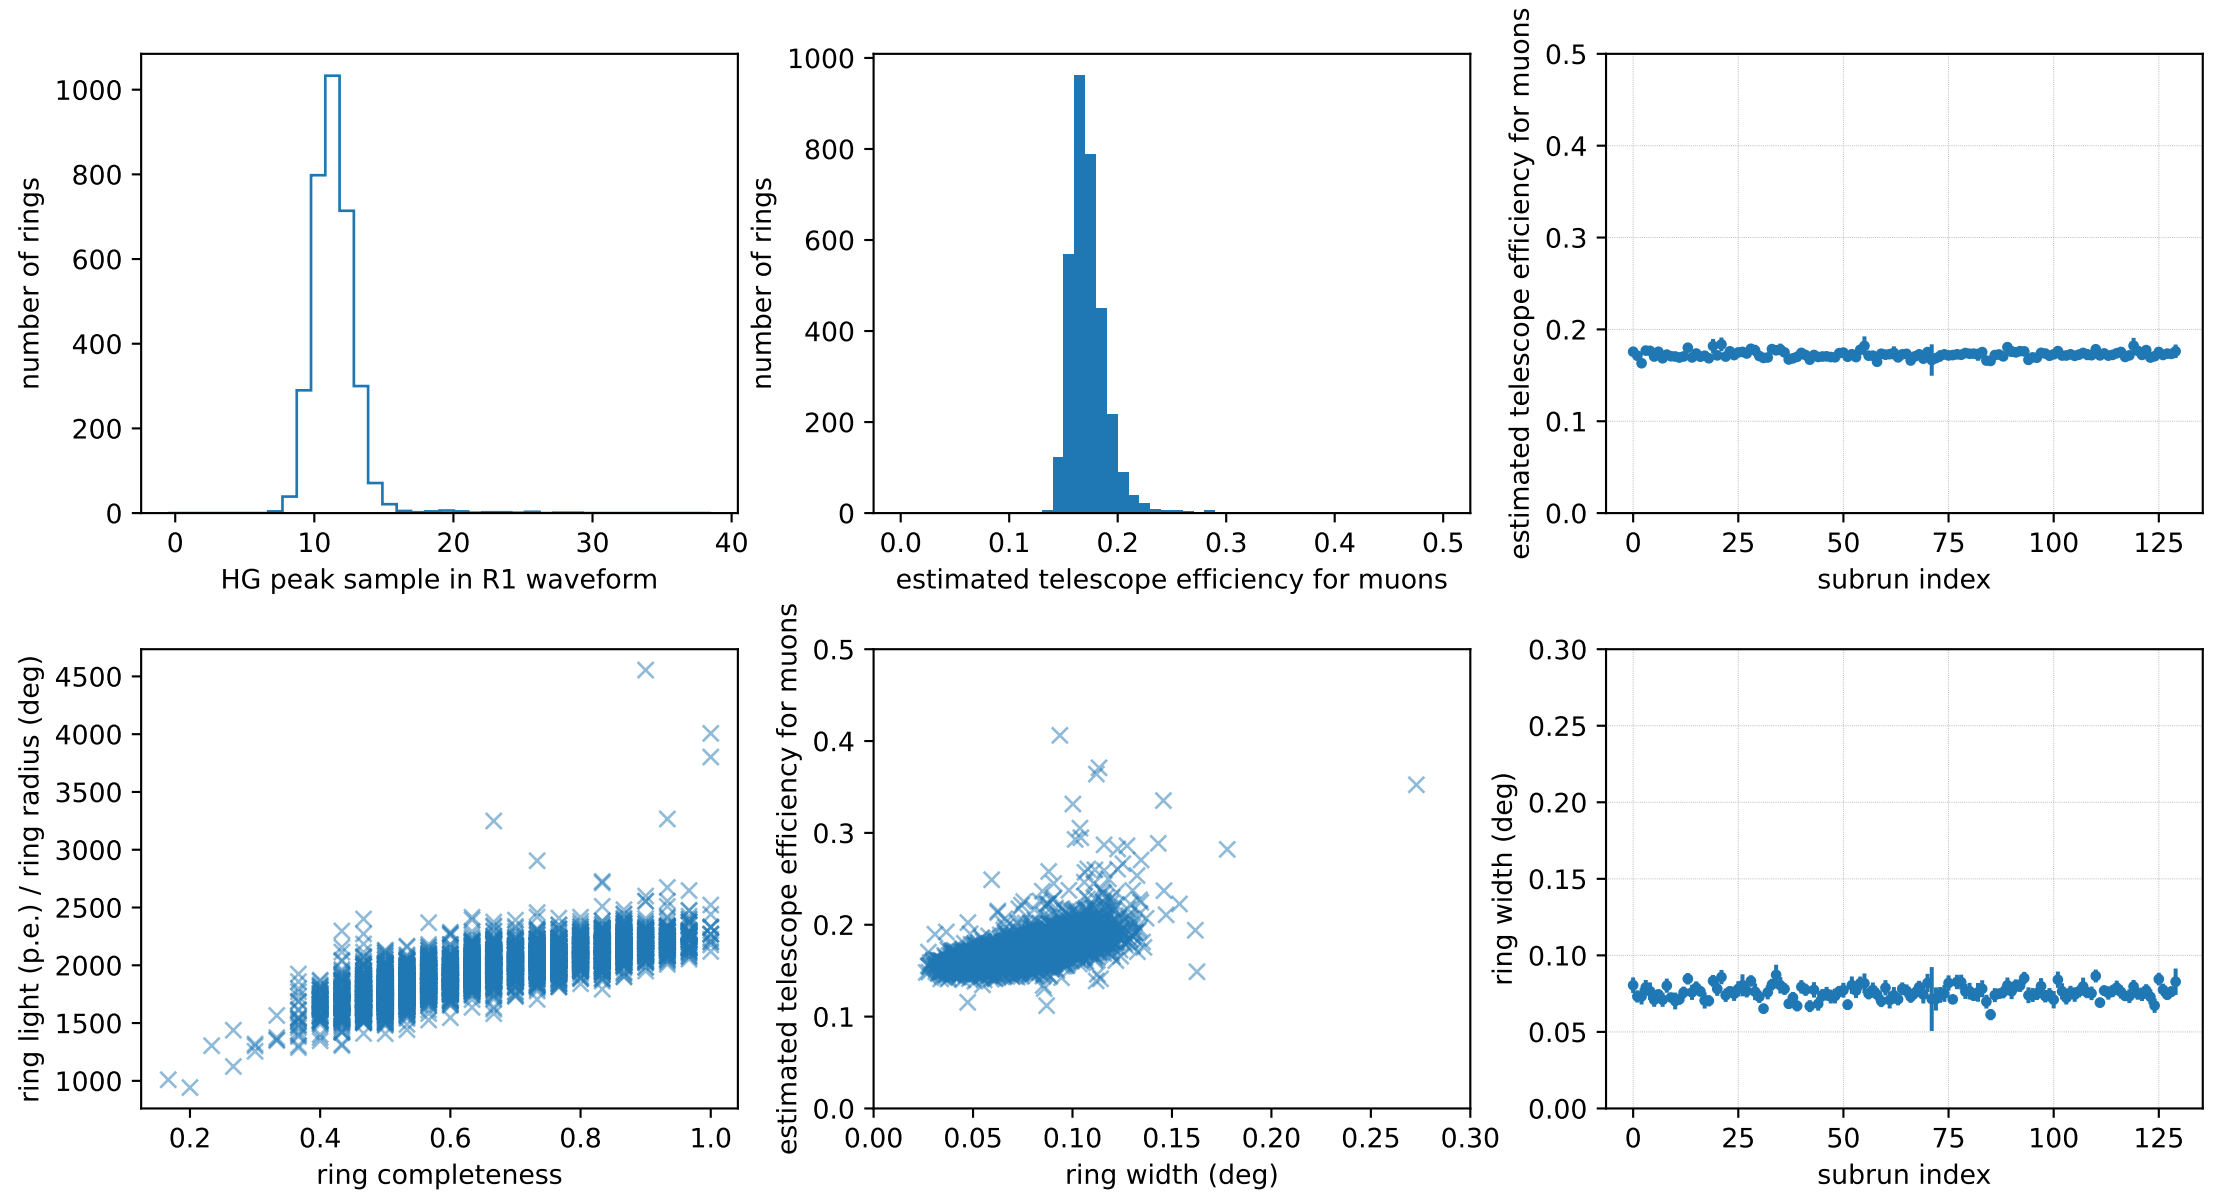 number of rings
1000
800
600
400
200
0
0 10 20 30 40
HG peak sample in R1 waveform
number of rings
1000
800
600
400
200
0
0.0 0.1 0.2 0.3 0.4 0.5
estimated telescope efficiency for muons
estimated telescope efficiency for muons
0.5
0.4
0.3
0.2
0.1
0.0
0 25 50 75 100 125
subrun index
ring light (p.e.) / ring radius (deg)
4500
4000
3500
3000
2500
2000
1500
1000
0.2 0.4 0.6 0.8 1.0
ring completeness
estimated telescope efficiency for muons
0.5
0.4
0.3
0.2
0.1
0.0
0.00 0.05 0.10 0.15 0.20 0.25 0.30
ring width (deg)
ring width (deg)
0.30
0.25
0.20
0.15
0.10
0.05
0.00
0 25 50 75 100 125
subrun index